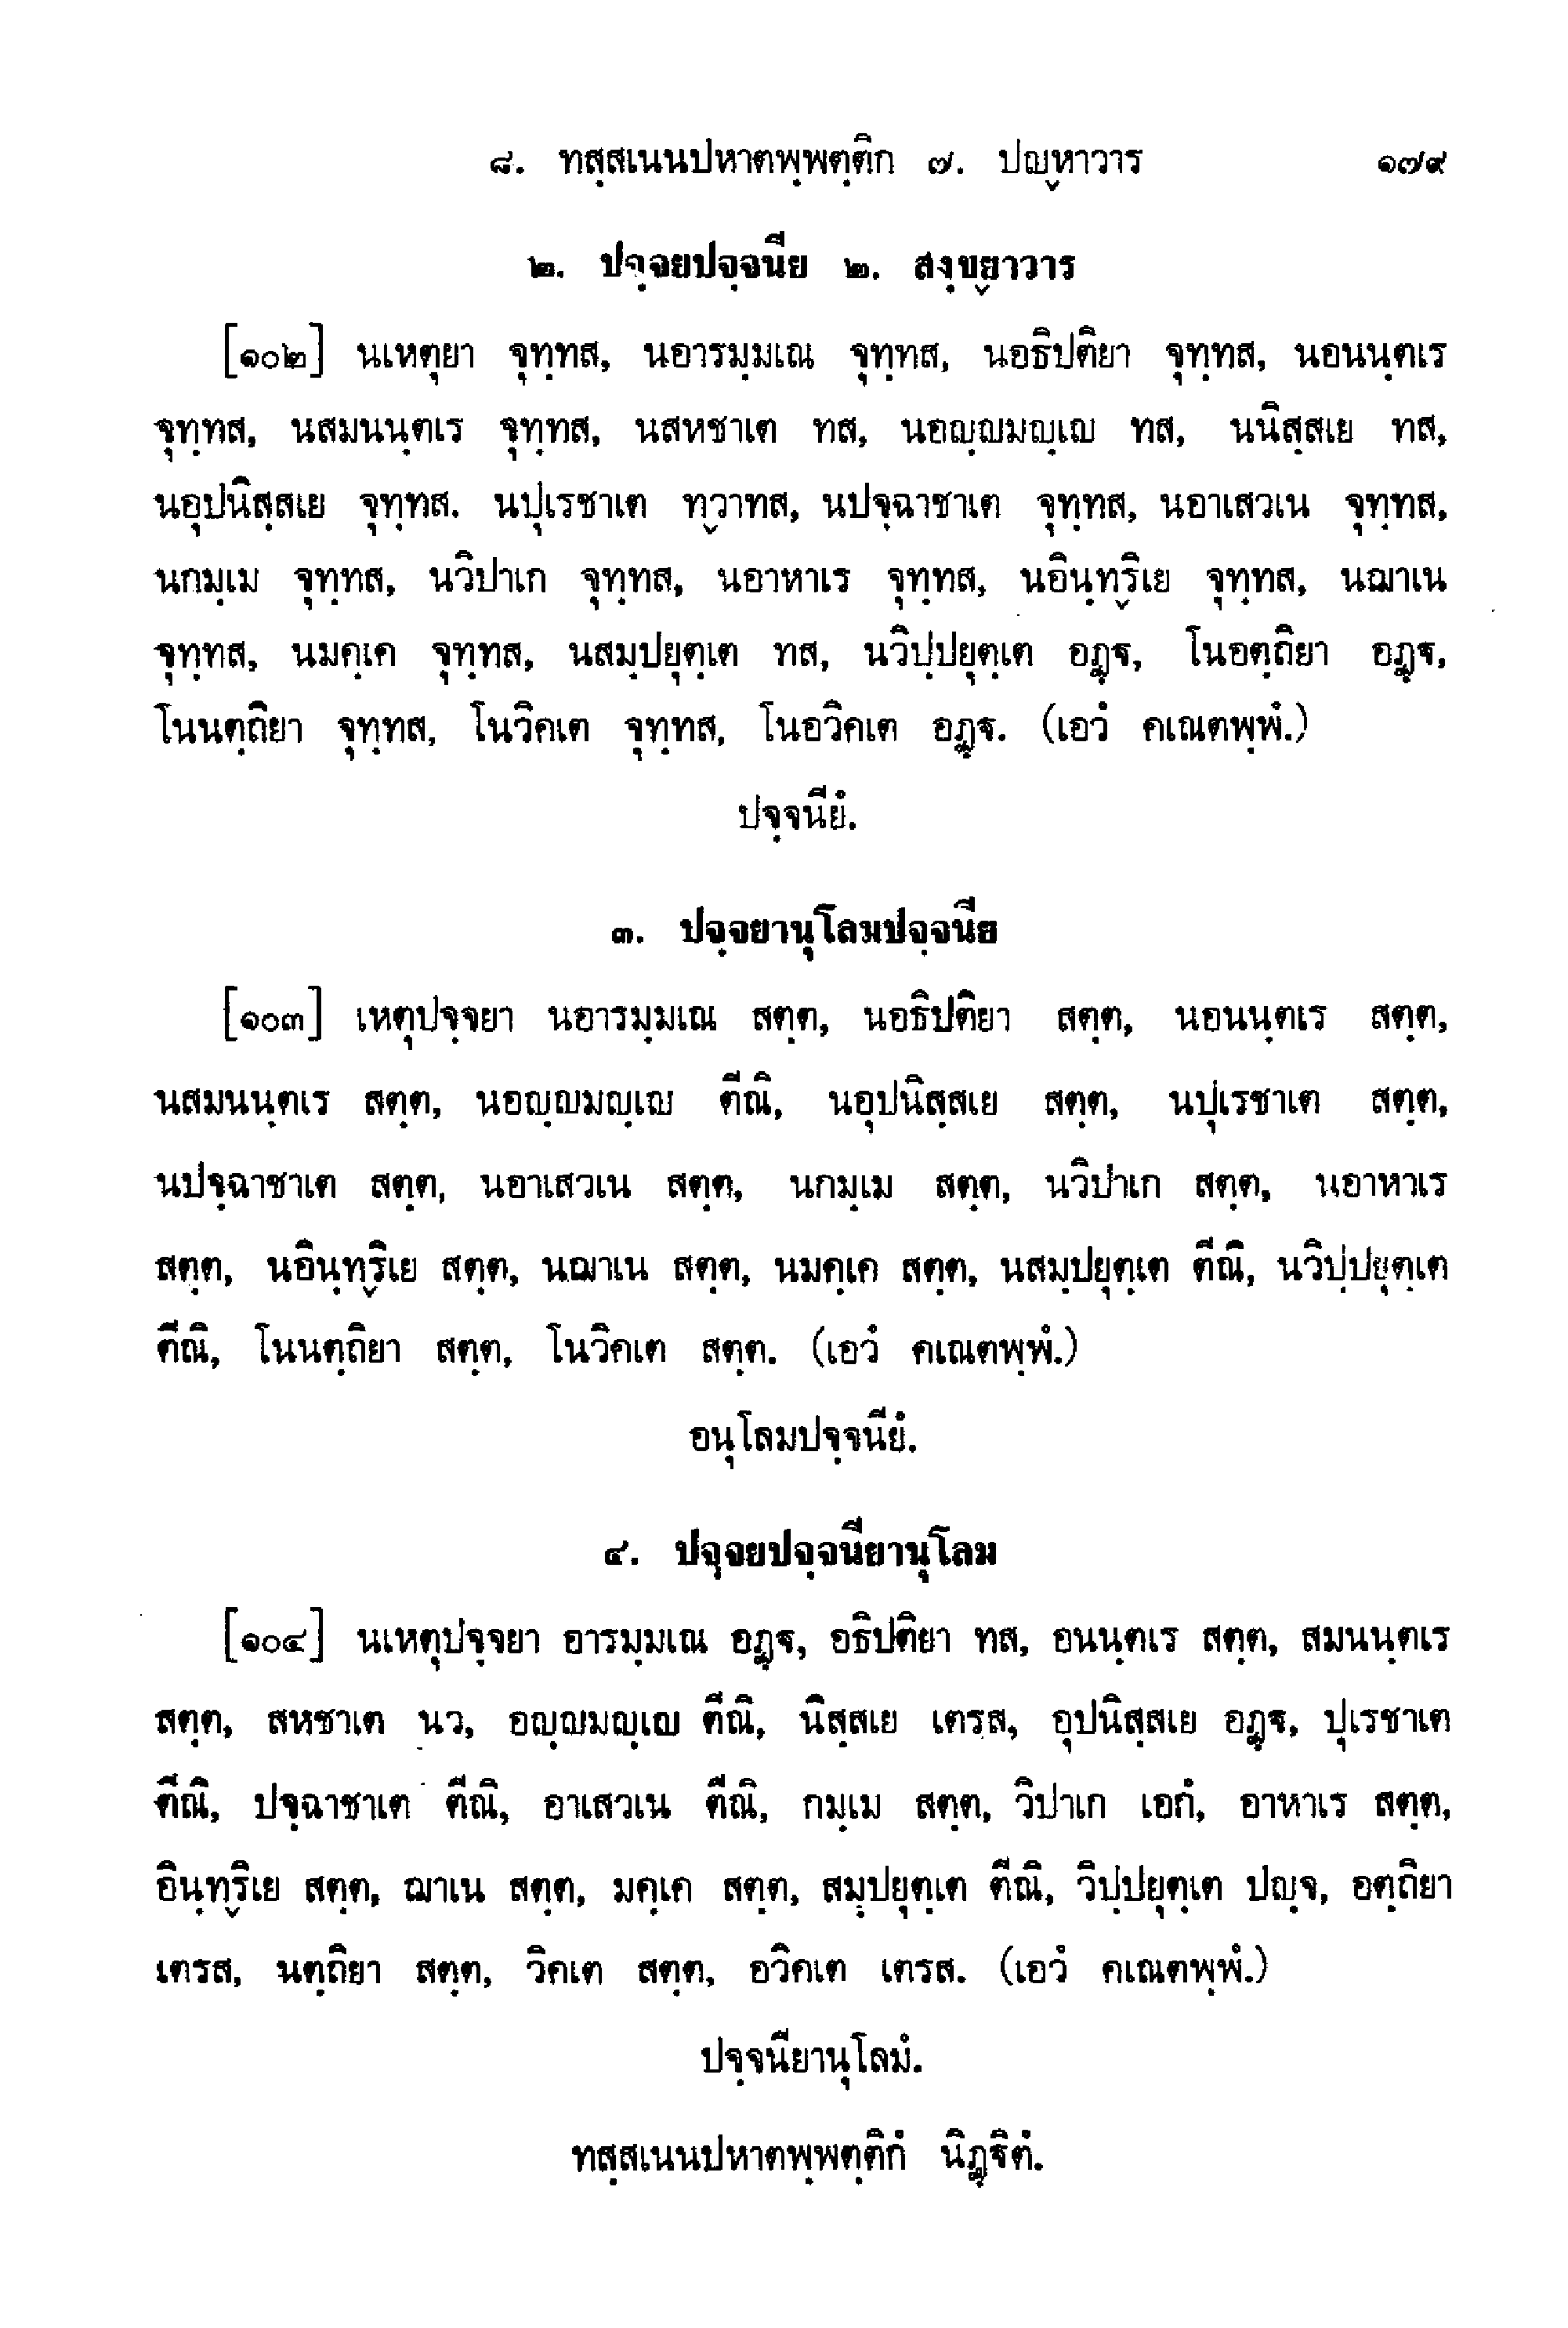 ๘. ทสฺสเนนปหาตพฺพตฺติก ๗. ปญฺหาวาร ๑๗๙
๒. ปจฺจยปจฺจนีย ๒. สงฺขฺยาวาร
[๑๐๒] นเหตุยา จุทฺทส, นอารมฺมเณ จุทฺทส, นอธิปติยา จุทฺทส, นอนนฺตเร
จุทฺทส, นสมนนฺตเร จุทฺทส, นสหชาเต ทส, นอญฺญมญฺเญ ทส, นนิสฺสเย ทส,
นอุปนิสฺสเย จุทฺทส. นปุเรชาเต ทฺวาทส, นปจฺฉาชาเต จุทฺทส, นอาเสวเน จุทฺทส,
นกมฺเม จุทฺทส, นวิปาเก จุทฺทส, นอาหาเร จุทฺทส, นอินฺทฺริเย จุทฺทส, นฌาเน
จุทฺทส, นมคฺเค จุทฺทส, นสมฺปยุตฺเต ทส, นวิปฺปยุตฺเต อฏฺฐ, โนอตฺถิยา อฏฺฐ,
โนนตฺถิยา จุทฺทส, โนวิคเต จุทฺทส, โนอวิคเต อฏฺฐ. (เอวํ คเณตพฺพํ.)
ปจฺจนียํ.
๓. ปจฺจยานุโลมปจฺจนีย
[๑๐๓] เหตุปจฺจยา นอารมฺมเณ สตฺต, นอธิปติยา สตฺต, นอนนฺตเร สตฺต,
นสมนนฺตเร สตฺต, นอญฺญมญฺเญ ตีณิ, นอุปนิสฺสเย สตฺต, นปุเรชาเต สตฺต,
นปจฺฉาชาเต สตฺต, นอาเสวเน สตฺต, นกมฺเม สตฺต, นวิปาเก สตฺต, นอาหาเร
สตฺต, นอินฺทฺริเย สตฺต, นฌาเน สตฺต, นมคฺเค สตฺต, นสมฺปยุตฺเต ตีณิ, นวิปฺปยุตฺเต
ตีณิ, โนนตฺถิยา สตฺต, โนวิคเต สตฺต. (เอวํ คเณตพฺพํ.)
อนุโลมปจฺจนียํ.
๔. ปจฺจยปจฺจนียานุโลม
[๑๐๔] นเหตุปจฺจยา อารมฺมเณ อฏฺฐ, อธิปติยา ทส, อนนฺตเร สตฺต, สมนนฺตเร
สตฺต, สหชาเต นว, อญฺญมญฺเญ ตีณิ, นิสฺสเย เตรส, อุปนิสฺสเย อฏฺฐ, ปุเรชาเต
ตีณิ, ปจฺฉาชาเต ตีณิ, อาเสวเน ตีณิ, กมฺเม สตฺต, วิปาเก เอกํ, อาหาเร สตฺต,
อินฺทฺริเย สตฺต, ฌาเน สตฺต, มคฺเค สตฺต, สมฺปยุตฺเต ตีณิ, วิปฺปยุตฺเต ปญฺจ, อตฺถิยา
เตรส, นตฺถิยา สตฺต, วิคเต สตฺต, อวิคเต เตรส. (เอวํ คเณตพฺพํ.)
ปจฺจนียานุโลมํ.
ทสฺสเนนปหาตพฺพตฺติกํ นิฏฺฐิตํ.